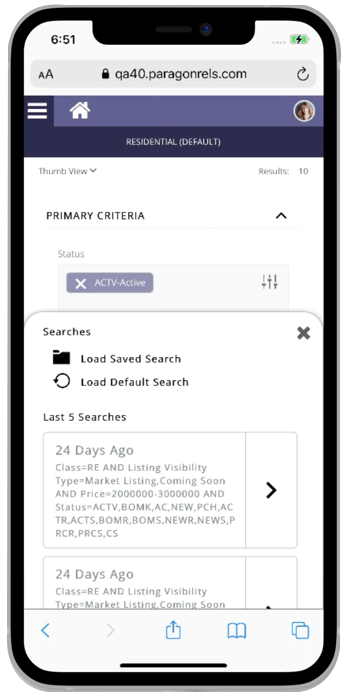 6:51
AA qa40.paragonrels.com
RESIDENTIAL (DEFAULT)
Thumb View Results: 10
PRIMARY CRITERIA
Status
ACTV-Active
Searches
Load Saved Search
Load Default Search
Last 5 Searches
24 Days Ago
Class=RE AND Listing Visibility
Type=Market Listing,Coming Soon
AND Price=2000000-3000000 AND
Status=ACTV,BOMK,AC,NEW,PCH,AC
TR,ACTS,BOMR,BOMS,NEWR,NEWS,P
RCR,PRCS,CS
24 Days Ago
Class=RE AND Listing Visibility
Type=Market Listing,Coming Soon